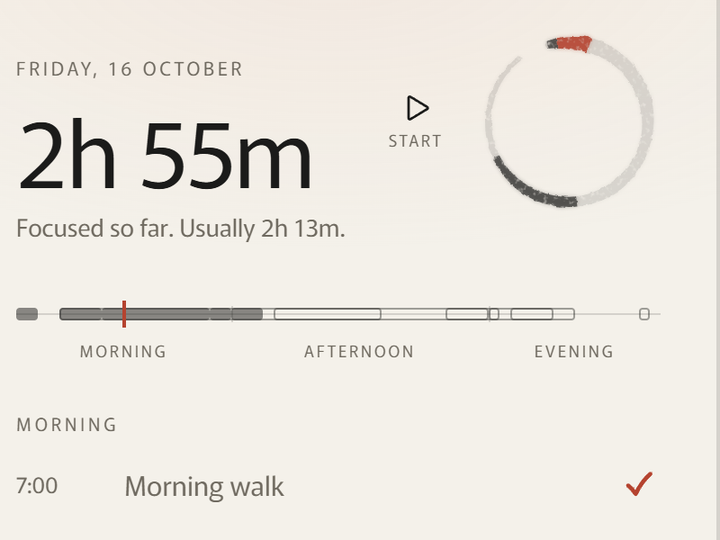 FRIDAY, 16 OCTOBER
2h 55m
START
Focused so far. Usually 2h 13m.
MORNING AFTERNOON EVENING
MORNING
7:00 Morning walk